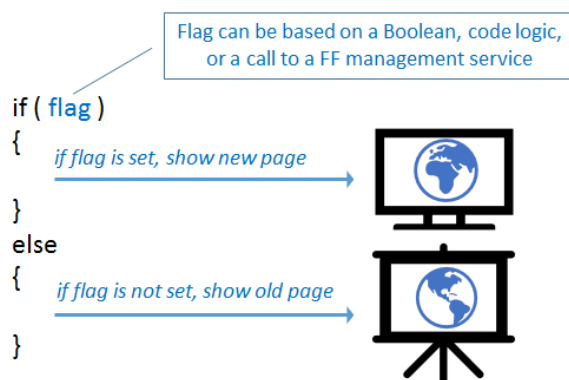 Flag can be based on a Boolean, code logic,
or a call to a FF management service
if ( flag )
{
if flag is set, show new page
}
else
{
if flag is not set, show old page
}